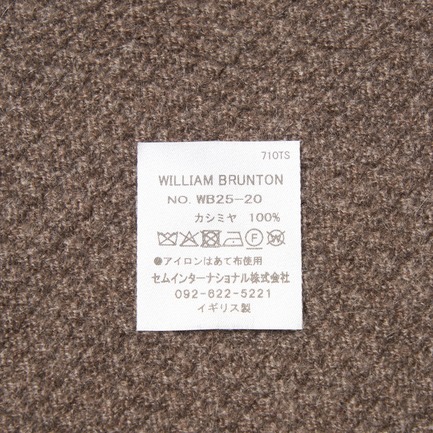 710TS
WILLIAM BRUNTON
NO. WB25-20
カシミヤ 100%
●アイロンはあて布使用
セムインターナショナル株式会社
092-622-5221
イギリス製